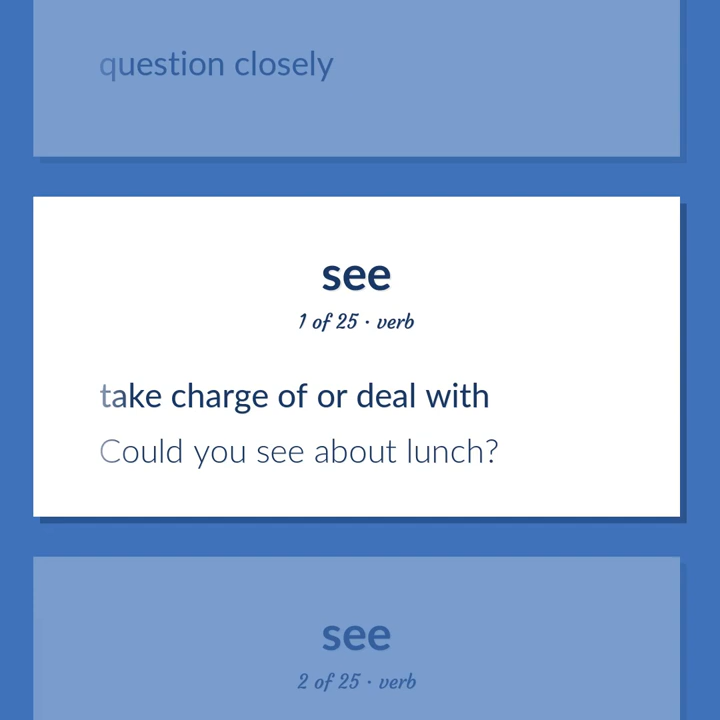 question closely
see
1 of 25 · verb
take charge of or deal with
Could you see about lunch?
see
2 of 25 · verb